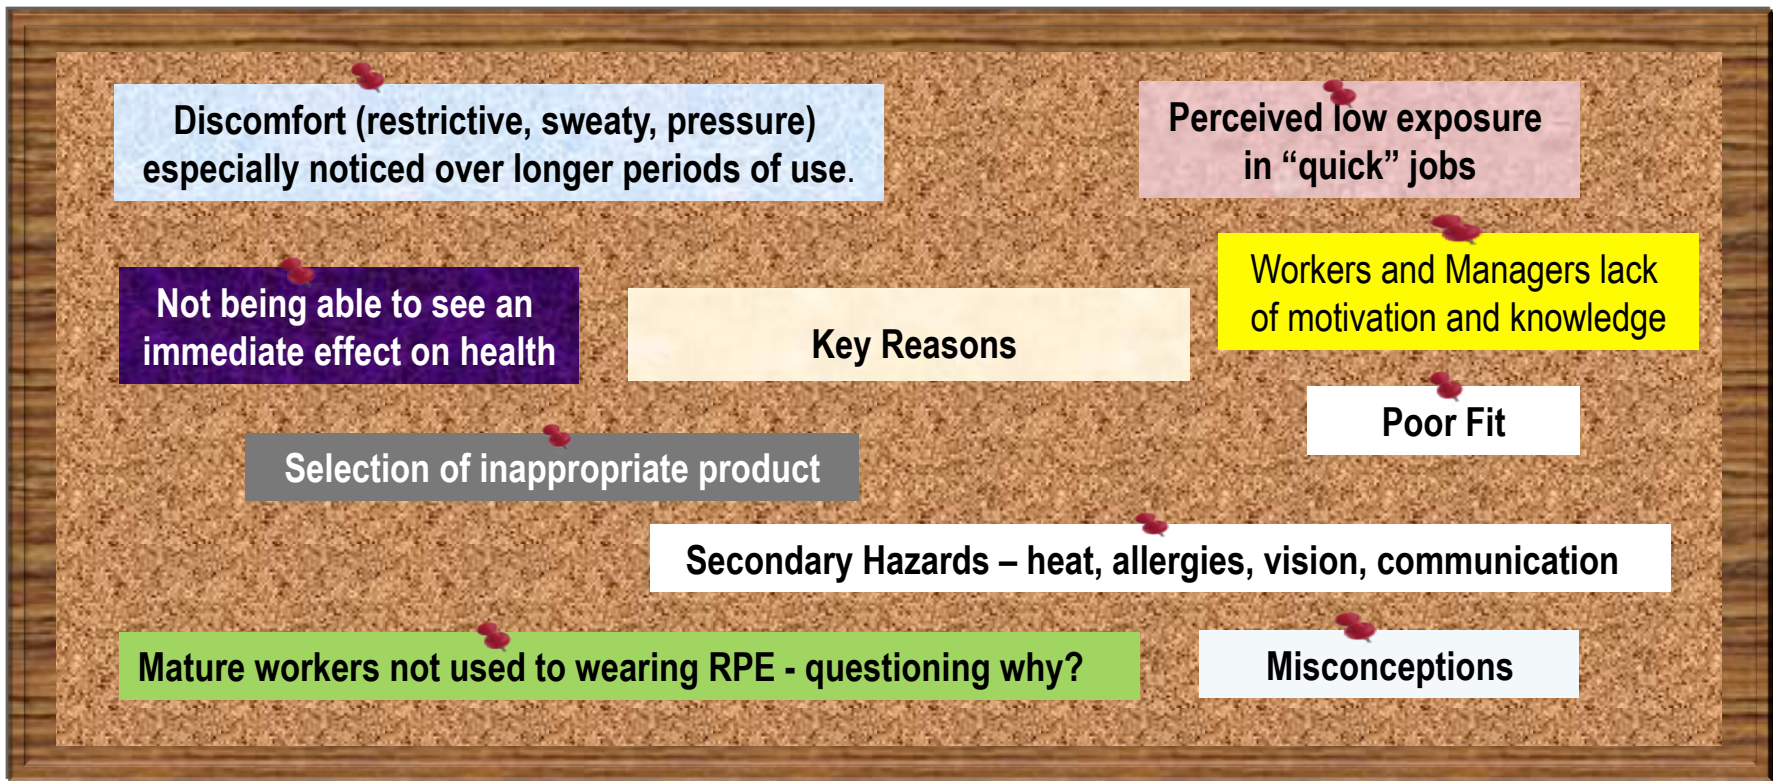 Discomfort (restrictive, sweaty, pressure)
especially noticed over longer periods of use.
Perceived low exposure
in “quick” jobs
Not being able to see an
immediate effect on health
Key Reasons
Workers and Managers lack
of motivation and knowledge
Poor Fit
Selection of inappropriate product
Secondary Hazards – heat, allergies, vision, communication
Mature workers not used to wearing RPE - questioning why?
Misconceptions